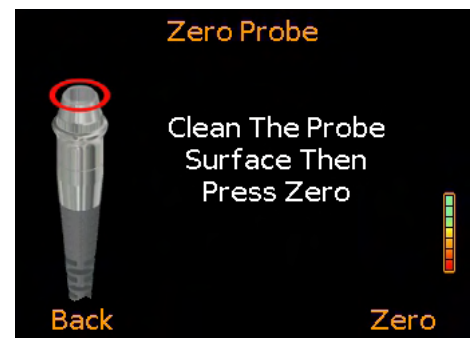 Zero Probe
Clean The Probe
Surface Then
Press Zero
Back
Zero